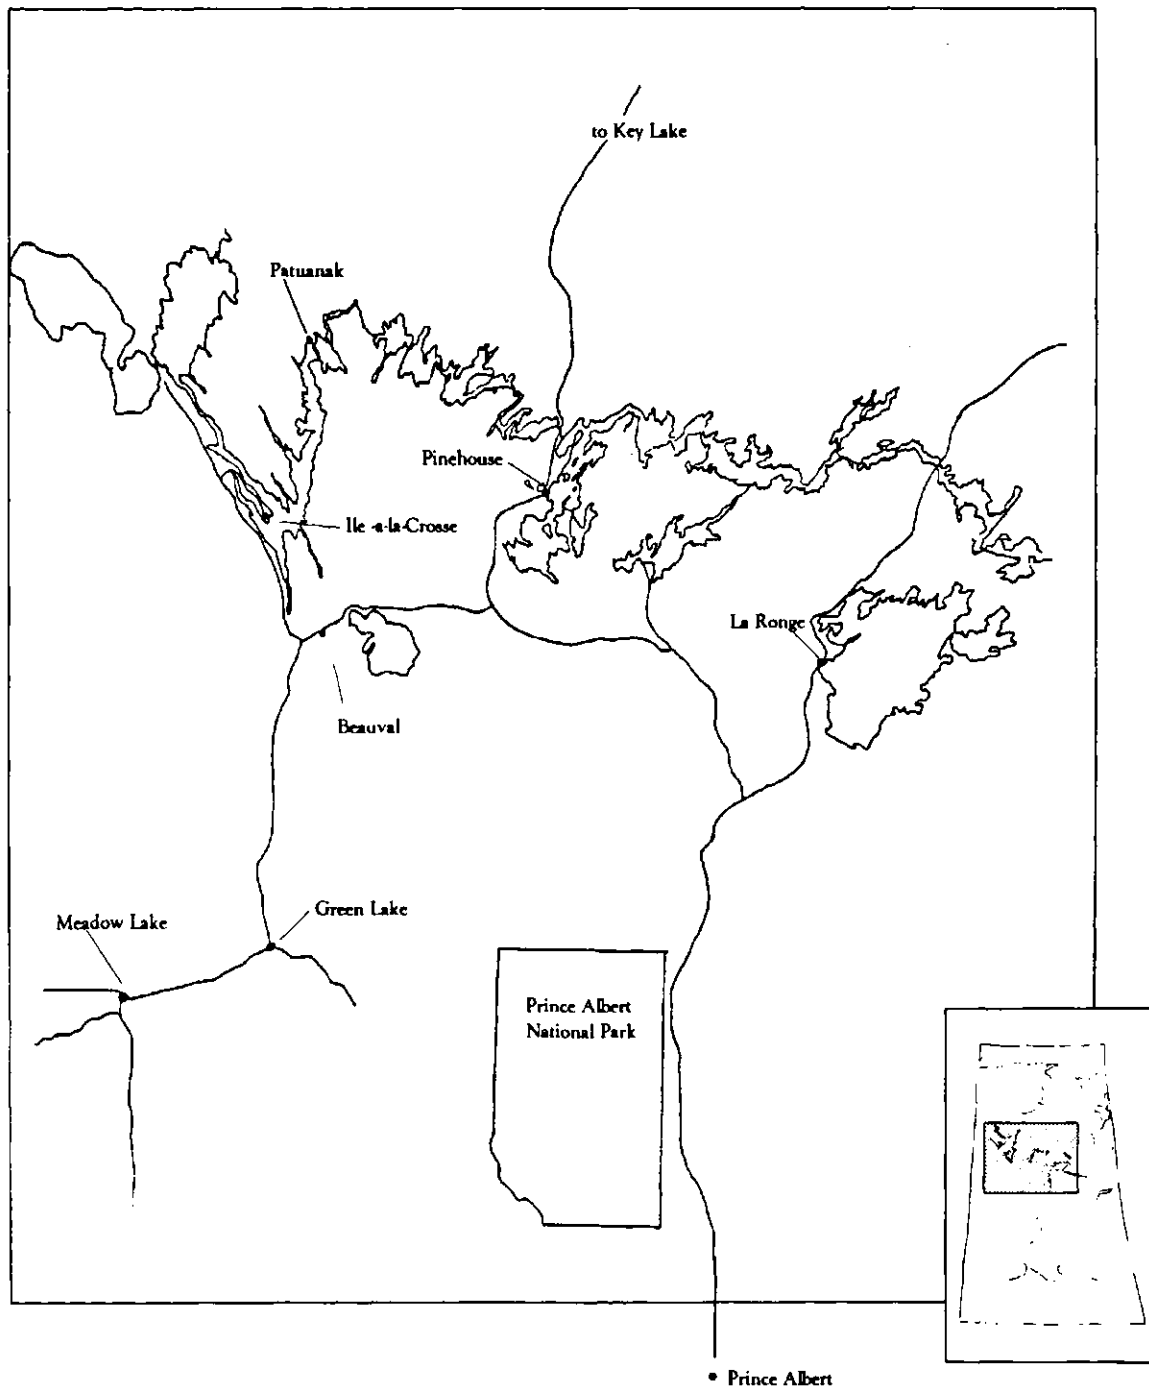 to Key Lake
Patuanak
Pinehouse
Ile -a-la-Crosse
La Ronge
Beauval
Green Lake
Meadow Lake
Prince Albert
National Park
Prince Albert